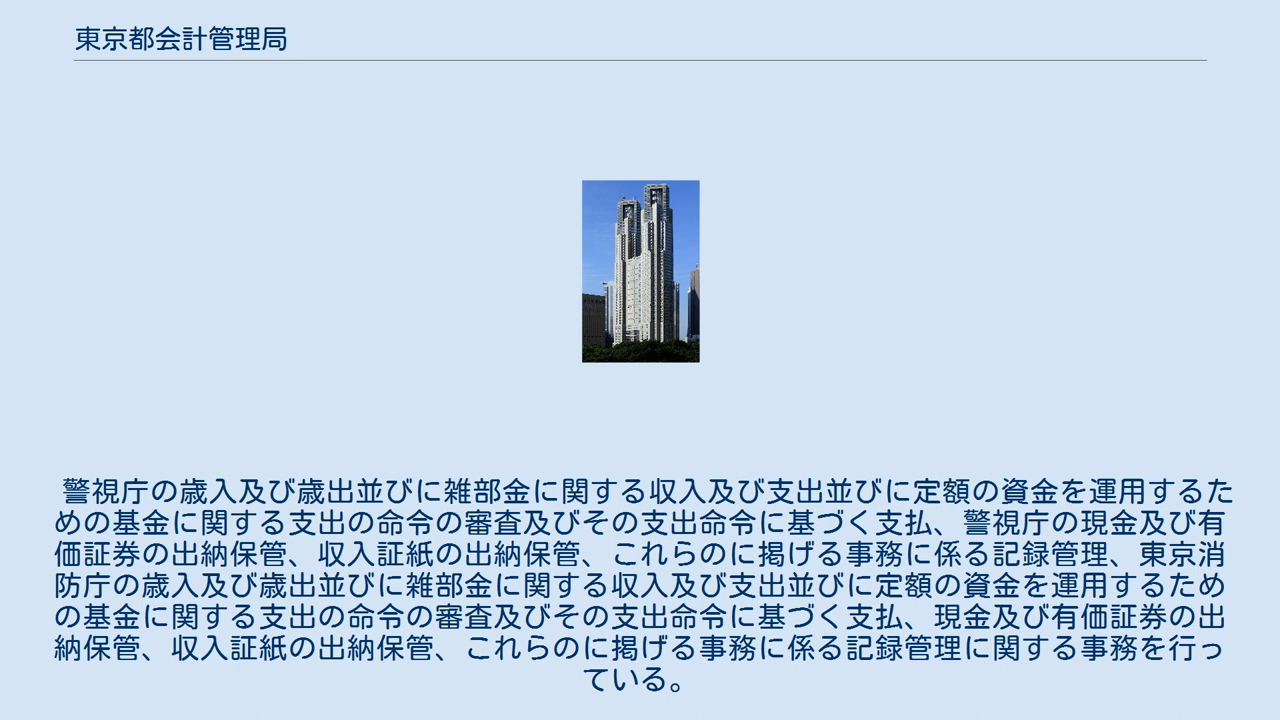 東京都会計管理局
警視庁の歳入及び歳出並びに雑部金に関する収入及び支出並びに定額の資金を運用するた
めの基金に関する支出の命令の審査及びその支出命令に基づく支払、警視庁の現金及び有
価証券の出納保管、収入証紙の出納保管、これらのに掲げる事務に係る記録管理、東京消
防庁の歳入及び歳出並びに雑部金に関する収入及び支出並びに定額の資金を運用するため
の基金に関する支出の命令の審査及びその支出命令に基づく支払、現金及び有価証券の出
納保管、収入証紙の出納保管、これらのに掲げる事務に係る記録管理に関する事務を行っ
ている。